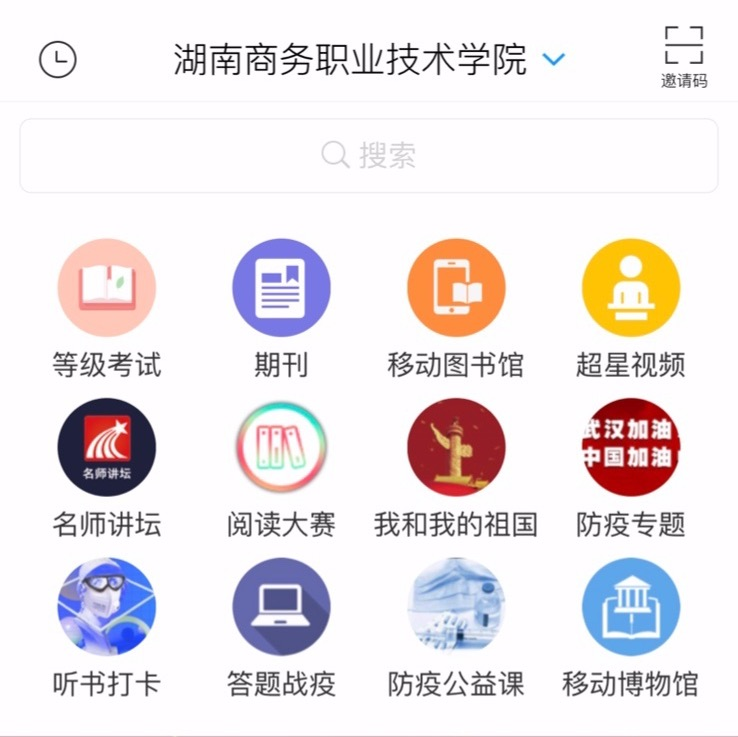 湖南商务职业技术学院
邀请码
搜索
等级考试
期刊
移动图书馆
超星视频
名师讲坛
武汉加油
中国加油
名师讲坛
阅读大赛
我和我的祖国
防疫专题
听书打卡
答题战疫
防疫公益课
移动博物馆